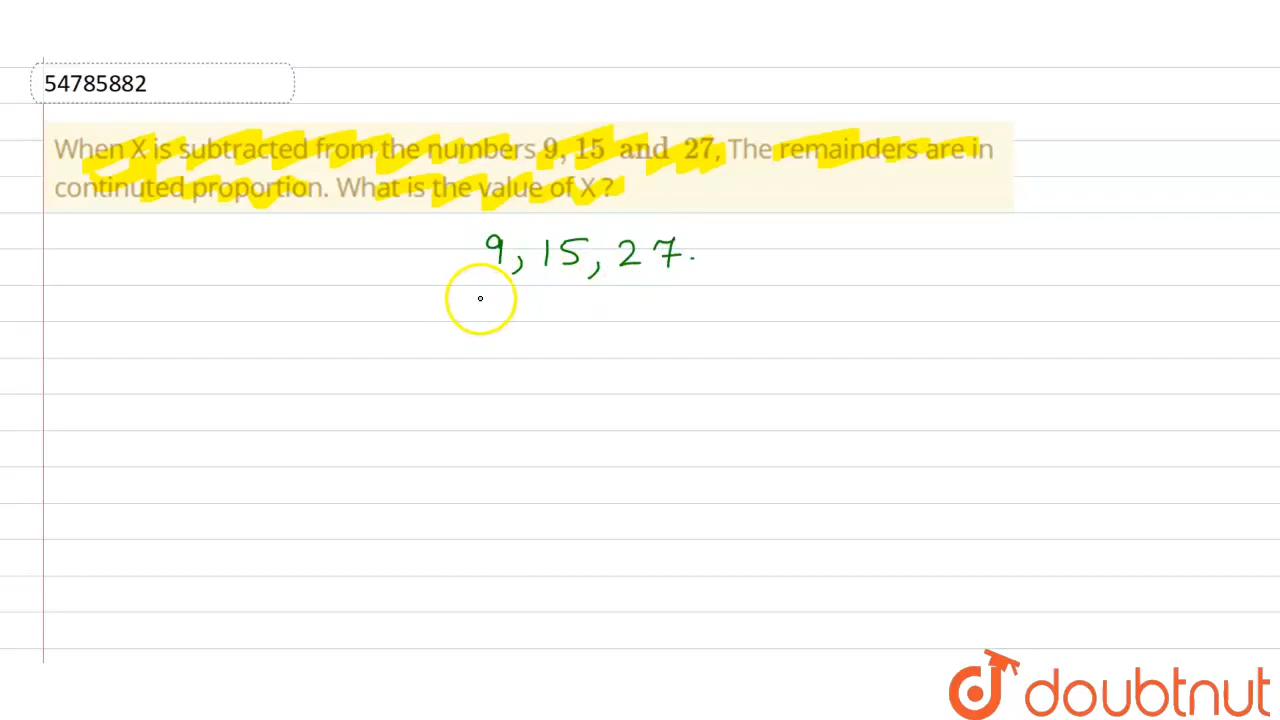 54785882
When X is subtracted from the numbers 9, 15 and 27, The remainders are in
continuted proportion. What is the value of X ?
9, 15, 27.
doubtnut